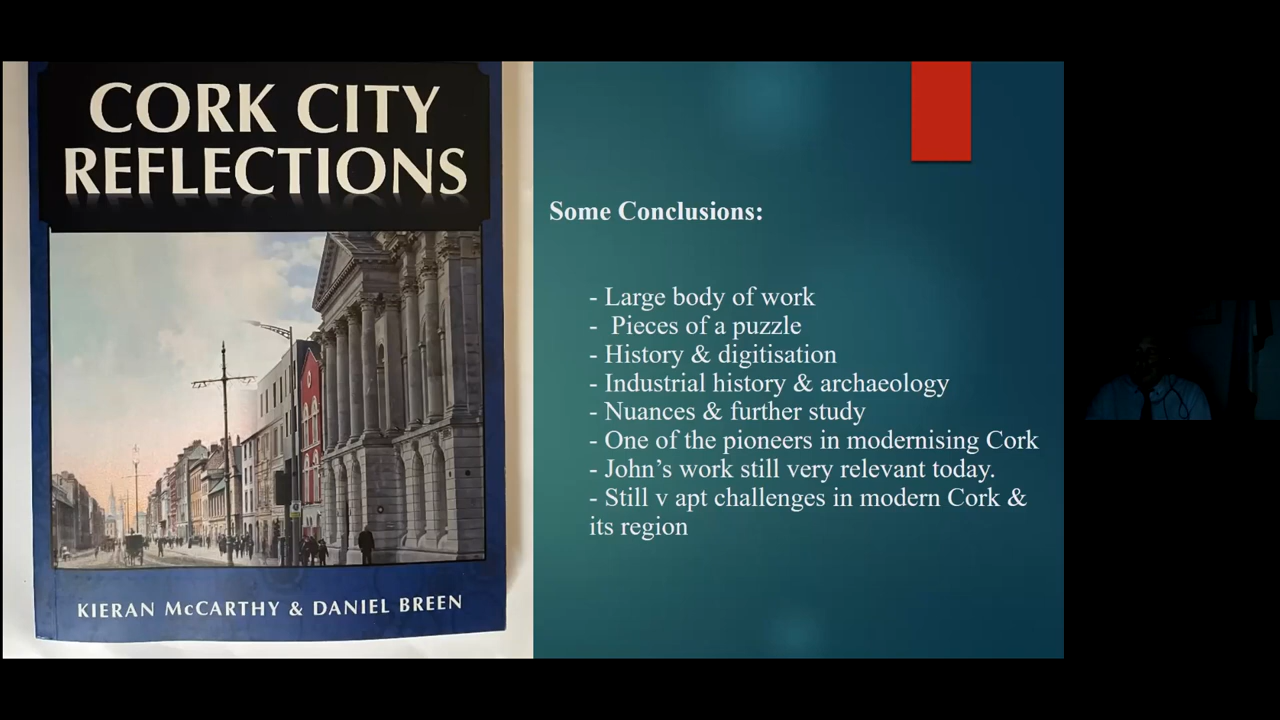 CORK CITY
REFLECTIONS
KIERAN McCARTHY & DANIEL BREEN
Some Conclusions:
- Large body of work
- Pieces of a puzzle
- History & digitisation
- Industrial history & archaeology
- Nuances & further study
- One of the pioneers in modernising Cork
- John's work still very relevant today.
- Still v apt challenges in modern Cork &
its region